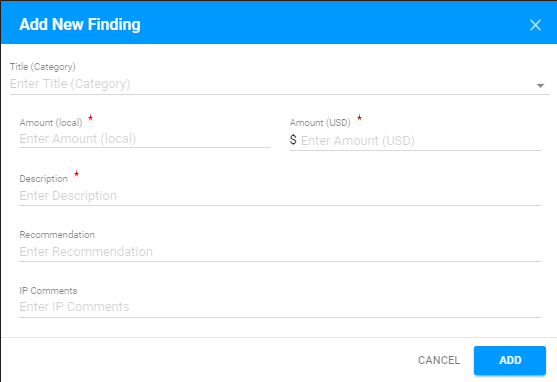 Add New Finding
Title (Category)
Enter Title (Category)
Amount (local) *
Enter Amount (local)
Amount (USD) *
$ Enter Amount (USD)
Description *
Enter Description
Recommendation
Enter Recommendation
IP Comments
Enter IP Comments
CANCEL
ADD